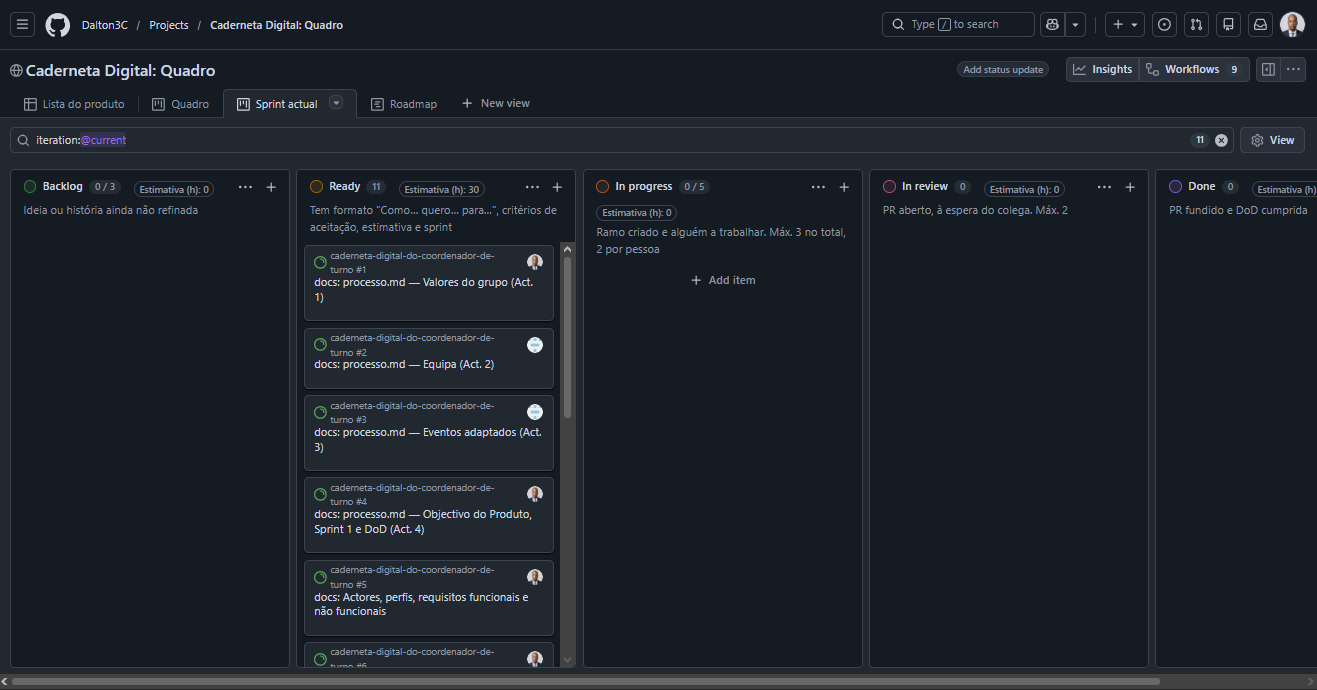 Dalton3C / Projects / Caderneta Digital: Quadro
Type / to search
Caderneta Digital: Quadro
Add status update
Insights
Workflows 9
Lista do produto
Quadro
Sprint actual
Roadmap
New view
iteration:@current
11
View
Backlog 0 / 3 Estimativa (h): 0
Ideia ou história ainda não refinada
Ready 11 Estimativa (h): 30
Tem formato "Como... quero... para...", critérios de
aceitação, estimativa e sprint
caderneta-digital-do-coordenador-de-
turno #1
docs: processo.md — Valores do grupo (Act.
1)
caderneta-digital-do-coordenador-de-
turno #2
docs: processo.md — Equipa (Act. 2)
caderneta-digital-do-coordenador-de-
turno #3
docs: processo.md — Eventos adaptados (Act.
3)
caderneta-digital-do-coordenador-de-
turno #4
docs: processo.md — Objectivo do Produto,
Sprint 1 e DoD (Act. 4)
caderneta-digital-do-coordenador-de-
turno #5
docs: Actores, perfis, requisitos funcionais e
não funcionais
caderneta-digital-do-coordenador-de-
turno #6
In progress 0 / 5
Estimativa (h): 0
Ramo criado e alguém a trabalhar. Máx. 3 no total,
2 por pessoa
Add item
In review 0 Estimativa (h): 0
PR aberto, à espera do colega. Máx. 2
Done 0 Estimativa (h)
PR fundido e DoD cumprida